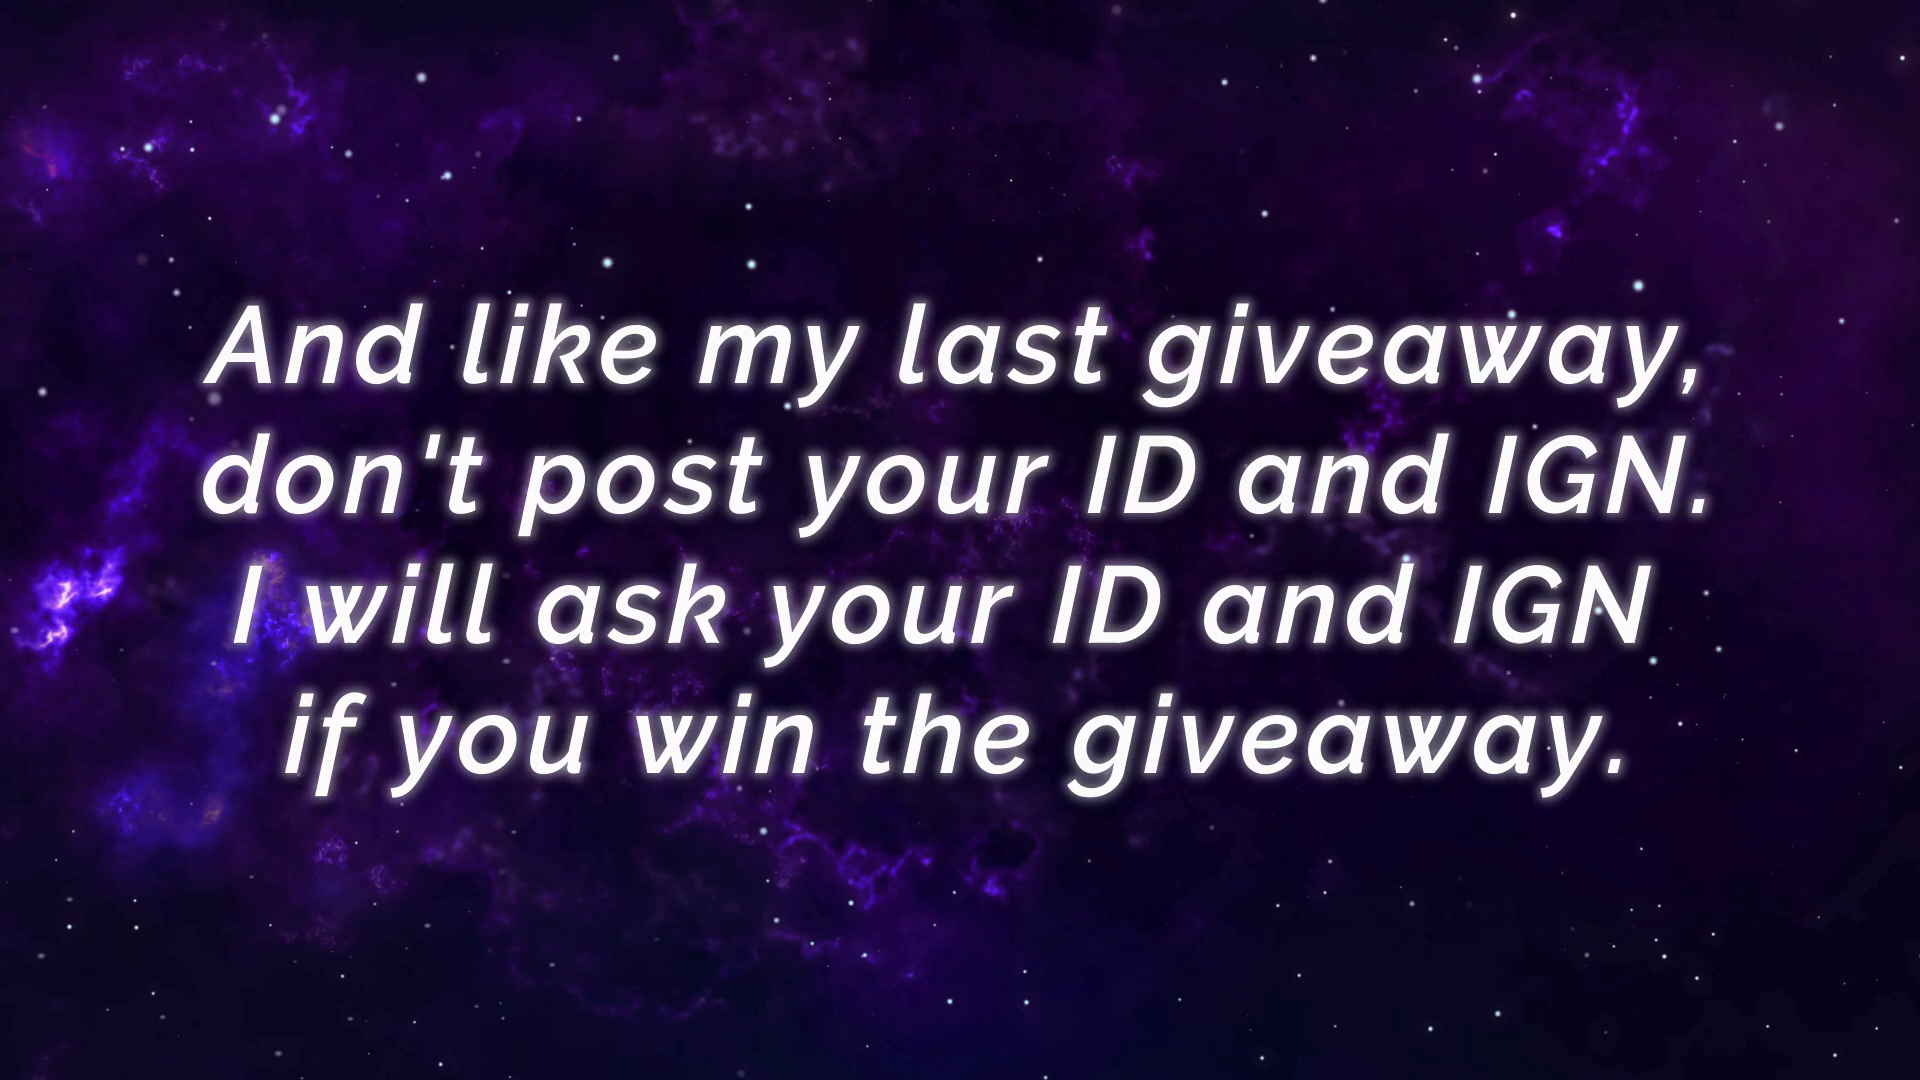 And like my last giveaway,
don't post your ID and IGN.
I will ask your ID and IGN
if you win the giveaway.